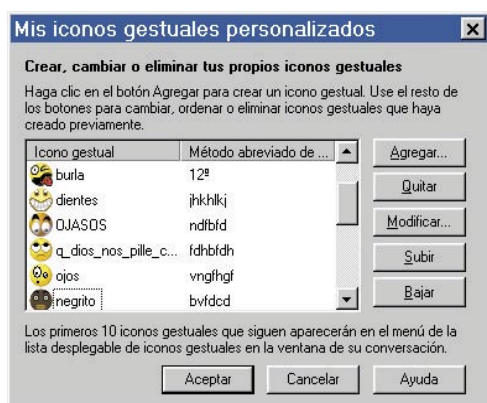 Mis iconos gestuales personalizados
Crear, cambiar o eliminar tus propios iconos gestuales
Haga clic en el botón Agregar para crear un icono gestual. Use el resto de
los botones para cambiar, ordenar o eliminar iconos gestuales que haya
creado previamente.
Icono gestual Método abreviado de ... Agregar...
burla 12º
Quitar
dientes jhkhlkj
OJASOS ndfbfd Modificar...
q_dios_nos_pille_c... fdhbfdh Subir
ojos vngfhgf
negrito bvfdcd Bajar
Los primeros 10 iconos gestuales que siguen aparecerán en el menú de la
lista desplegable de iconos gestuales en la ventana de su conversación.
Aceptar Cancelar Ayuda